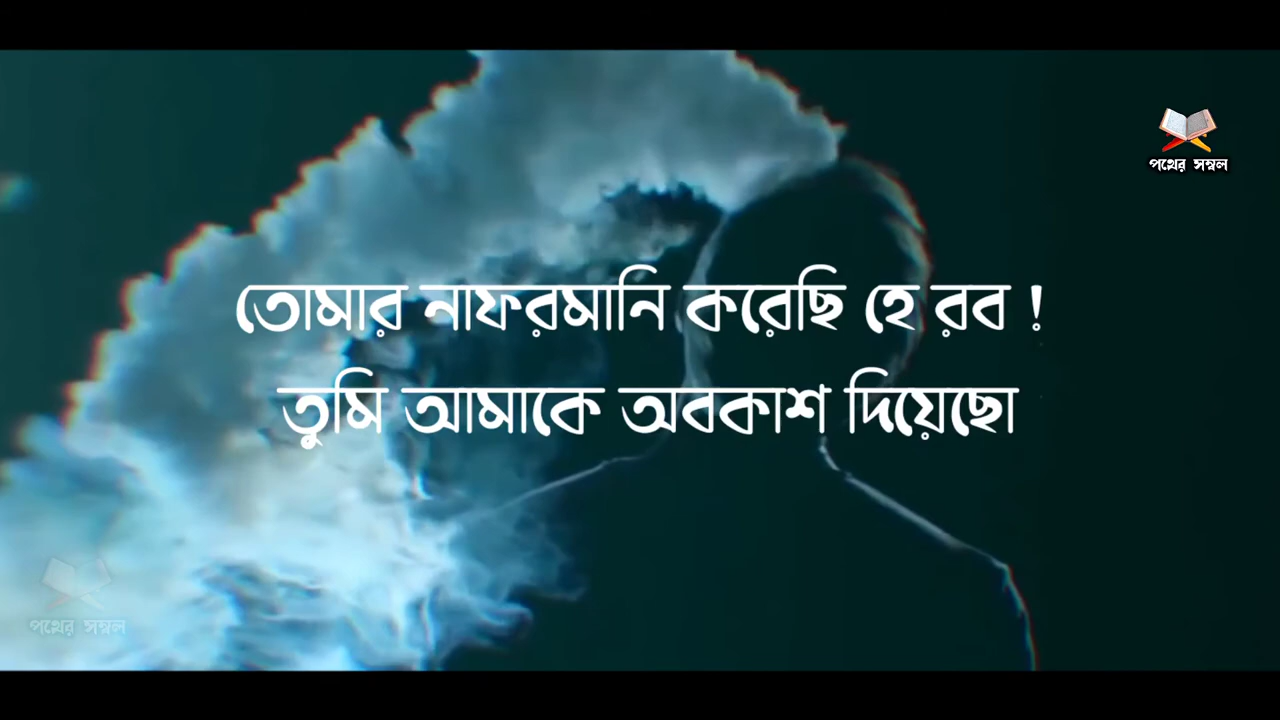 পথের সম্বল
তোমার নাফরমানি করেছি হে রব !
তুমি আমাকে অবকাশ দিয়েছো
পথের সম্বল